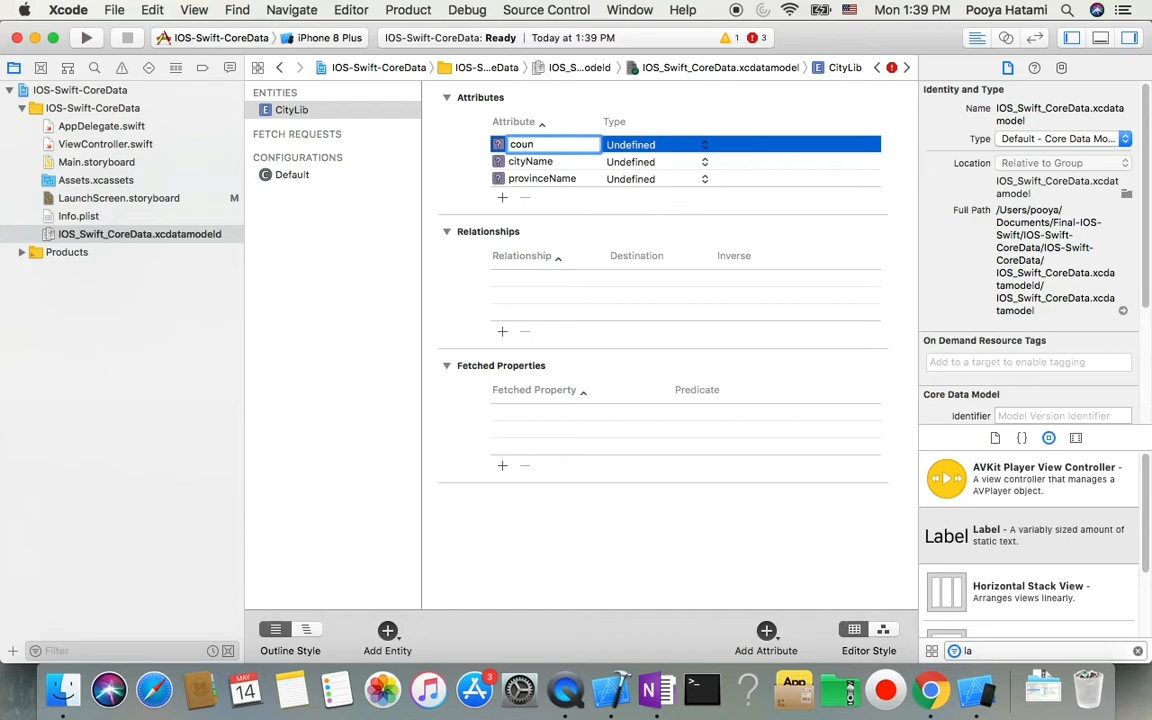 Xcode File Edit View Find Navigate Editor Product Debug Source Control Window Help Mon 1:39 PM Pooya Hatami
IOS-Swift-CoreData iPhone 8 Plus IOS-Swift-CoreData: Ready Today at 1:39 PM 1 3
IOS-Swift-CoreData IOS-S...eData IOS_S...odeld IOS_Swift_CoreData.xcdatamodel E CityLib
IOS-Swift-CoreData
IOS-Swift-CoreData
AppDelegate.swift
ViewController.swift
Main.storyboard
Assets.xcassets
LaunchScreen.storyboard M
Info.plist
IOS_Swift_CoreData.xcdatamodeld
Products
Filter
ENTITIES
E CityLib
FETCH REQUESTS
CONFIGURATIONS
C Default
Attributes
Attribute Type
? coun Undefined
? cityName Undefined
? provinceName Undefined
Relationships
Relationship Destination Inverse
Fetched Properties
Fetched Property Predicate
Outline Style Add Entity Add Attribute Editor Style
Identity and Type
Name IOS_Swift_CoreData.xcdata
model
Type Default - Core Data Mo...
Location Relative to Group
IOS_Swift_CoreData.xcdat
amodel
Full Path /Users/pooya/
Documents/Final-IOS-
Swift/IOS-Swift-
CoreData/IOS-Swift-
CoreData/
IOS_Swift_CoreData.xcda
tamodeld/
IOS_Swift_CoreData.xcda
tamodel
On Demand Resource Tags
Add to a target to enable tagging
Core Data Model
Identifier Model Version Identifier
AVKit Player View Controller -
A view controller that manages a
AVPlayer object.
Label Label - A variably sized amount of
static text.
Horizontal Stack View -
Arranges views linearly.
la
MAY
14
3
App